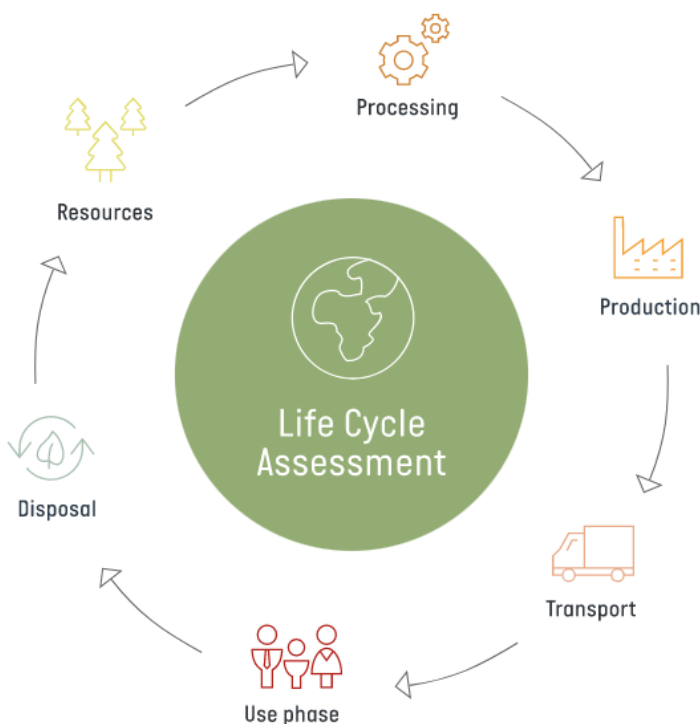 Processing
Resources
Production
Life Cycle
Assessment
Disposal
Transport
Use phase